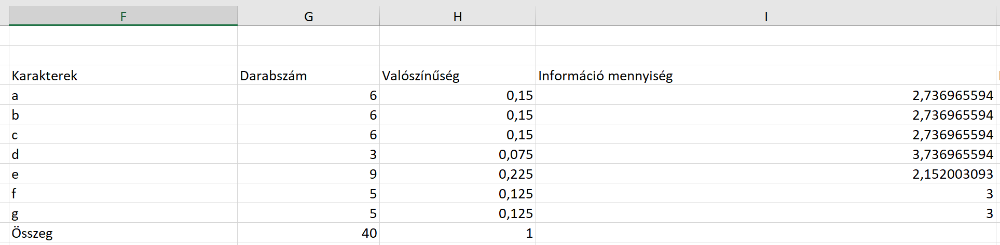 F G H I
Karakterek Darabszám Valószínűség Információ mennyiség
a 6 0,15 2,736965594
b 6 0,15 2,736965594
c 6 0,15 2,736965594
d 3 0,075 3,736965594
e 9 0,225 2,152003093
f 5 0,125 3
g 5 0,125 3
Összeg 40 1